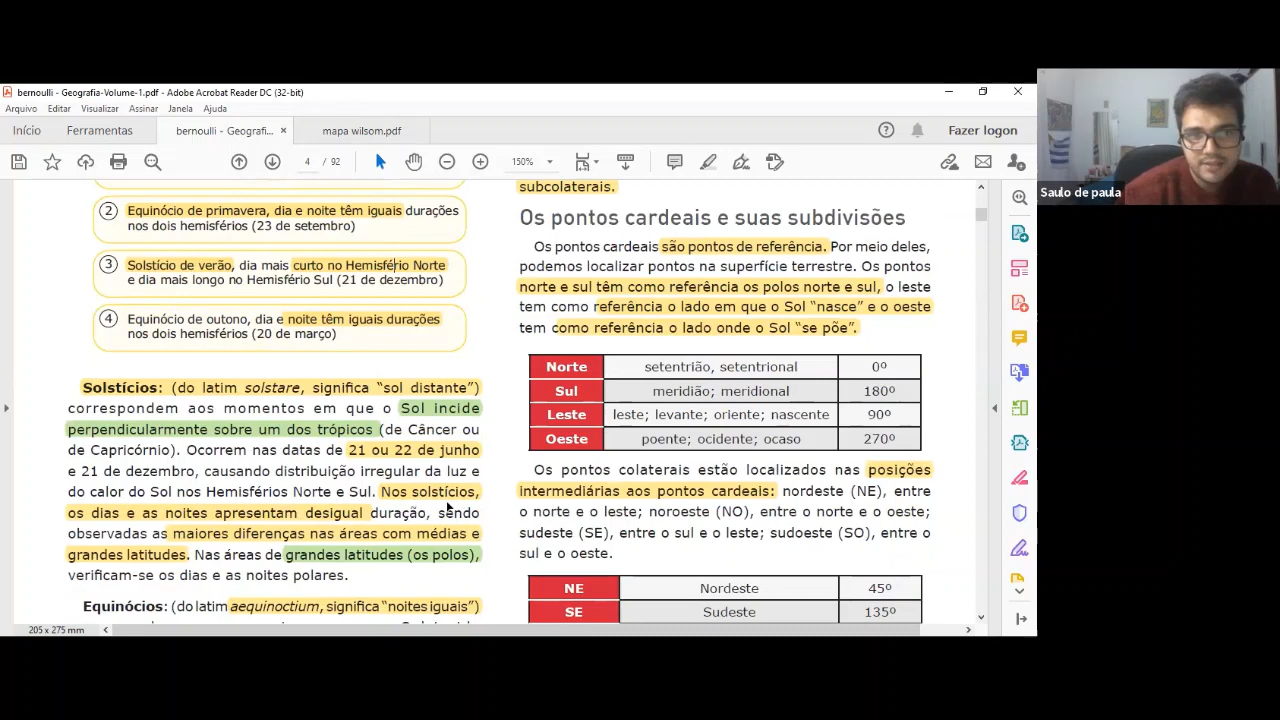 bernoulli - Geografia-Volume-1.pdf - Adobe Acrobat Reader DC (32-bit)
Arquivo Editar Visualizar Assinar Janela Ajuda
Início Ferramentas bernoulli - Geografi... × mapa wilsom.pdf Fazer logon
4 / 92 150%
2 Equinócio de primavera, dia e noite têm iguais durações
nos dois hemisférios (23 de setembro)
3 Solstício de verão, dia mais curto no Hemisfério Norte
e dia mais longo no Hemisfério Sul (21 de dezembro)
4 Equinócio de outono, dia e noite têm iguais durações
nos dois hemisférios (20 de março)
Solstícios: (do latim solstare, significa “sol distante”)
correspondem aos momentos em que o Sol incide
perpendicularmente sobre um dos trópicos (de Câncer ou
de Capricórnio). Ocorrem nas datas de 21 ou 22 de junho
e 21 de dezembro, causando distribuição irregular da luz e
do calor do Sol nos Hemisférios Norte e Sul. Nos solstícios,
os dias e as noites apresentam desigual duração, sendo
observadas as maiores diferenças nas áreas com médias e
grandes latitudes. Nas áreas de grandes latitudes (os polos),
verificam-se os dias e as noites polares.
Equinócios: (do latim aequinoctium, significa “noites iguais”)
subcolaterais.
Os pontos cardeais e suas subdivisões
Os pontos cardeais são pontos de referência. Por meio deles,
podemos localizar pontos na superfície terrestre. Os pontos
norte e sul têm como referência os polos norte e sul, o leste
tem como referência o lado em que o Sol “nasce” e o oeste
tem como referência o lado onde o Sol “se põe”.
Norte setentrião, setentrional 0º
Sul meridião; meridional 180º
Leste leste; levante; oriente; nascente 90º
Oeste poente; ocidente; ocaso 270º
Os pontos colaterais estão localizados nas posições
intermediárias aos pontos cardeais: nordeste (NE), entre
o norte e o leste; noroeste (NO), entre o norte e o oeste;
sudeste (SE), entre o sul e o leste; sudoeste (SO), entre o
sul e o oeste.
NE Nordeste 45º
SE Sudeste 135º
205 x 275 mm
Saulo de paula